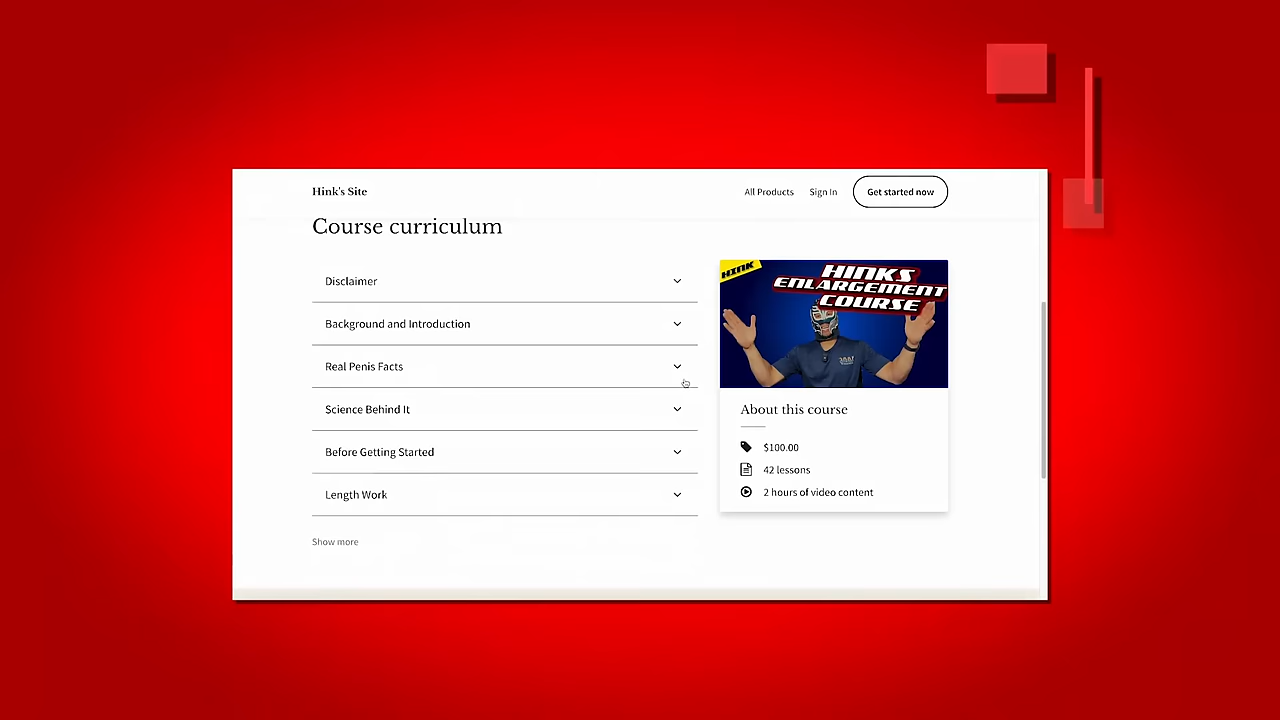 Hink's Site
All Products
Sign In
Get started now
Course curriculum
Disclaimer
Background and Introduction
Real Penis Facts
Science Behind It
Before Getting Started
Length Work
Show more
HINK
HINKS
ENLARGEMENT
COURSE
About this course
$100.00
42 lessons
2 hours of video content